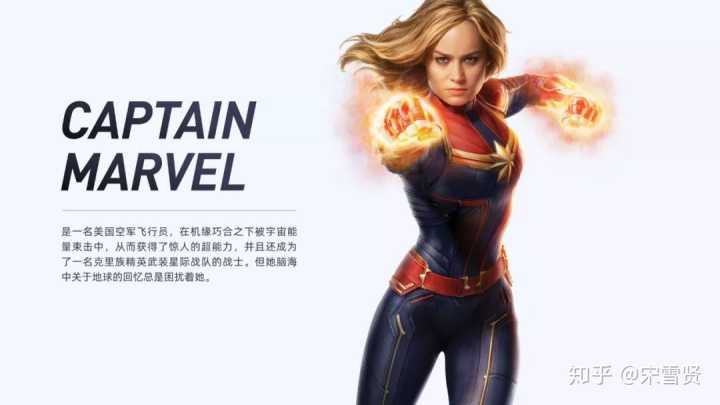 CAPTAIN
MARVEL
是一名美国空军飞行员，在机缘巧合之下被宇宙能
量束击中，从而获得了惊人的超能力，并且还成为
了一名克里族精英武装星际战队的战士。但她脑海
中关于地球的回忆总是困扰着她。
知乎 @宋雪贤